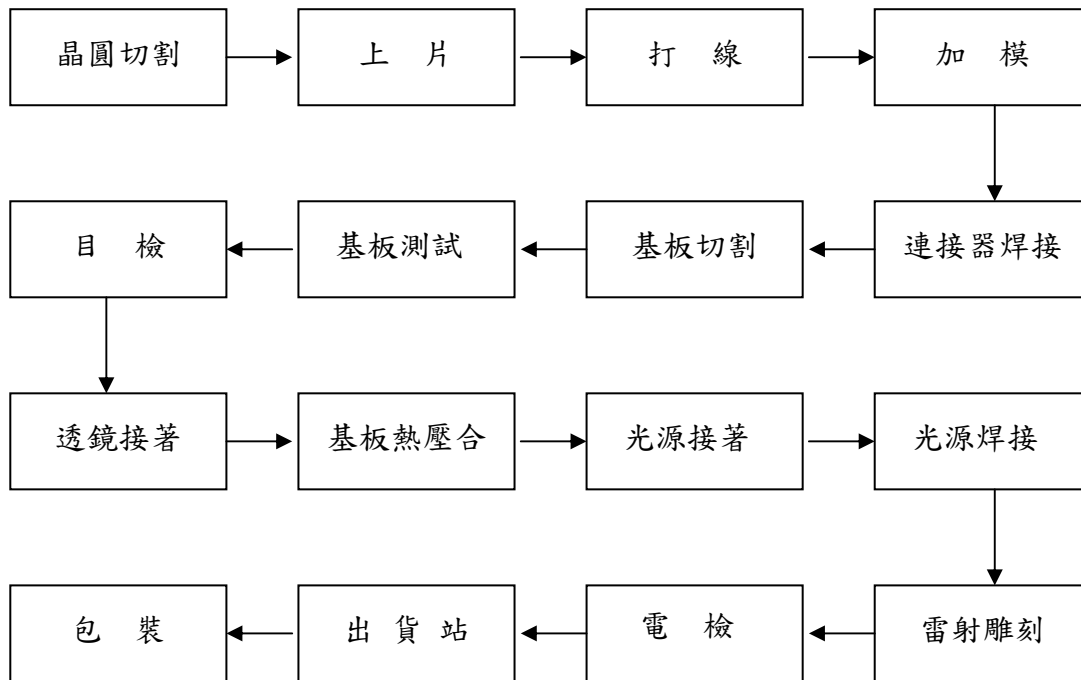 晶圓切割
上 片
打 線
加 模
連接器焊接
基板切割
基板測試
目 檢
透鏡接著
基板熱壓合
光源接著
光源焊接
雷射雕刻
電 檢
出 貨 站
包 裝